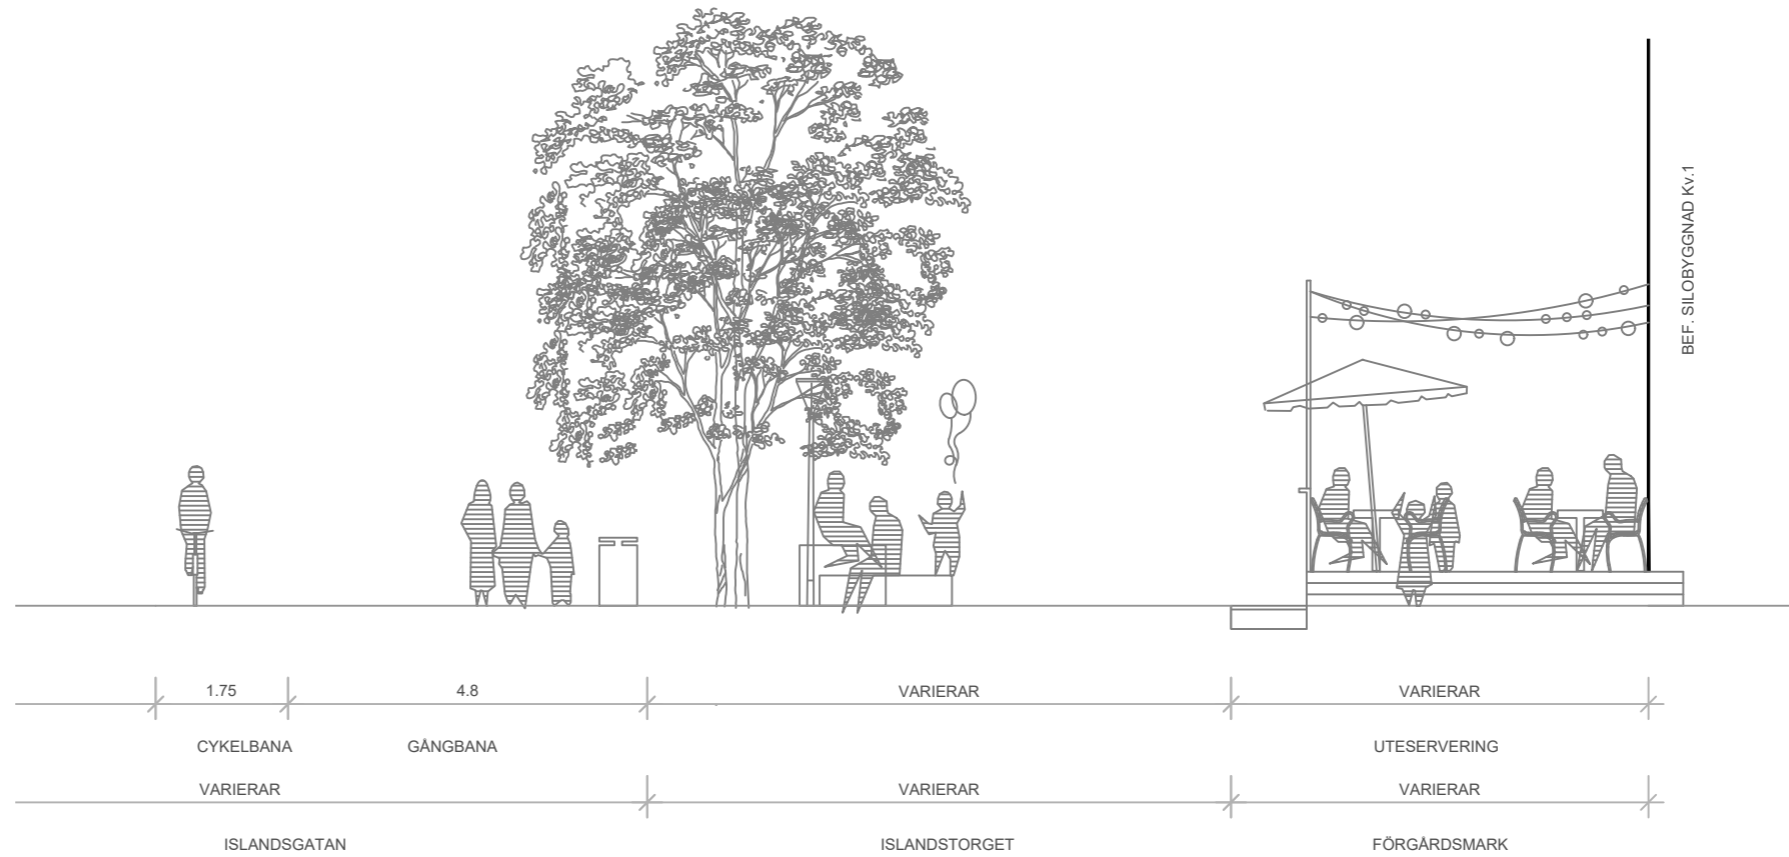 BEF. SILOBYGGNAD Kv.1
1.75 4.8 VARIERAR VARIERAR
CYKELBANA GÅNGBANA UTESERVERING
VARIERAR VARIERAR VARIERAR
ISLANDSGATAN ISLANDSTORGET FÖRGÅRDSMARK